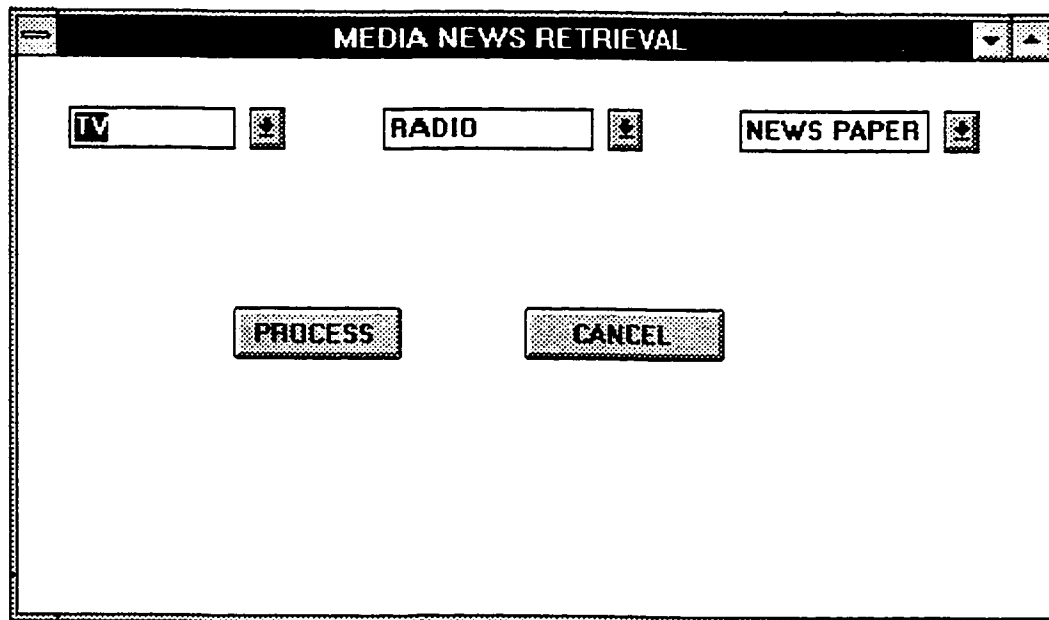 MEDIA NEWS RETRIEVAL
TV RADIO NEWS PAPER
PROCESS CANCEL